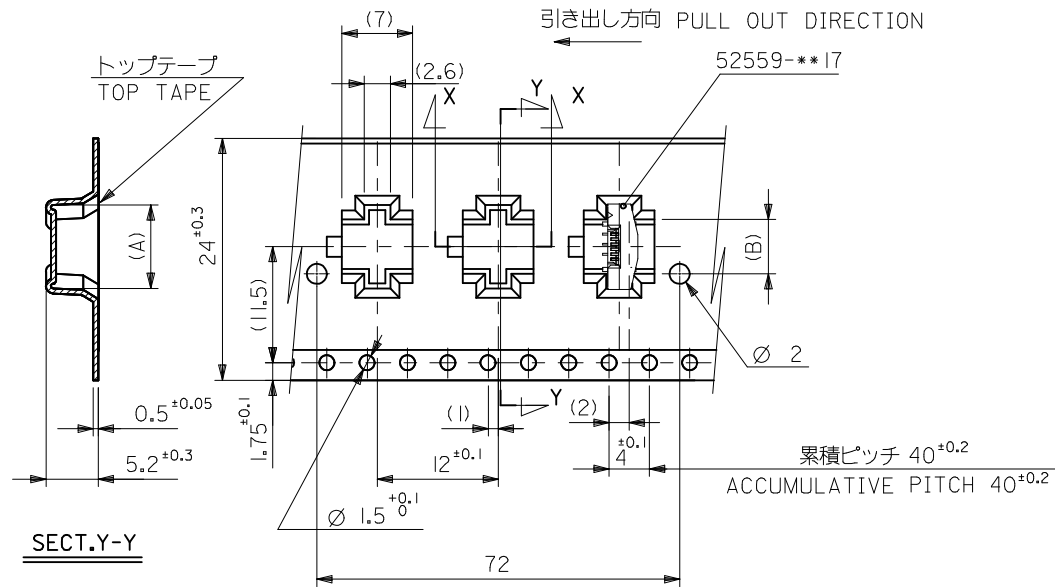 引き出し方向 PULL OUT DIRECTION
(7)
トップテープ
TOP TAPE
(2.6)
52559-**17
X
Y
X
(A)
24±0.3
(B)
(11.5)
Ø 2
0.5±0.05
1.75±0.1
(1)
Y
(2)
5.2±0.3
12±0.1
4±0.1
累積ピッチ 40±0.2
ACCUMULATIVE PITCH 40±0.2
Ø 1.5 +0.1 0
SECT.Y-Y
72